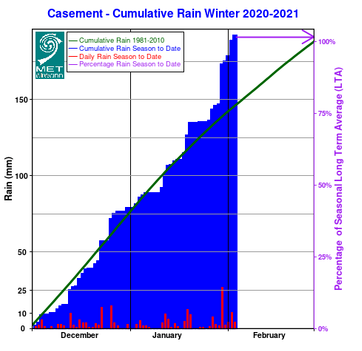 Casement - Cumulative Rain Winter 2020-2021
Cumulative Rain 1981-2010
Cumulative Rain Season to Date
Daily Rain Season to Date
Percentage Rain Season to Date
MET
éireann
Rain (mm)
150
100
50
25
10
0
100%
75%
50%
25%
0%
Percentage of Seasonal Long Term Average (LTA)
December
January
February